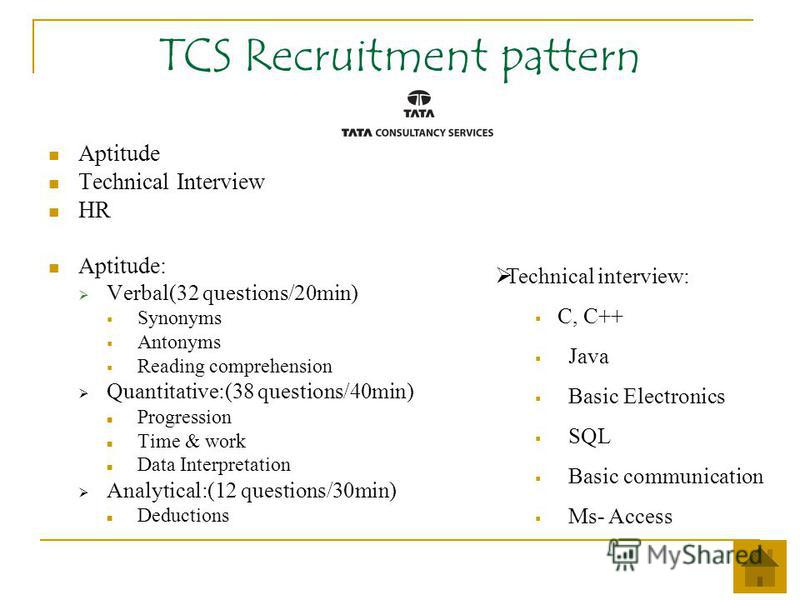 TCS Recruitment pattern
TATA
TATA CONSULTANCY SERVICES
Aptitude
Technical Interview
HR
Aptitude:
Verbal(32 questions/20min)
Synonyms
Antonyms
Reading comprehension
Quantitative:(38 questions/40min)
Progression
Time & work
Data Interpretation
Analytical:(12 questions/30min)
Deductions
Technical interview:
C, C++
Java
Basic Electronics
SQL
Basic communication
Ms- Access
MyShared